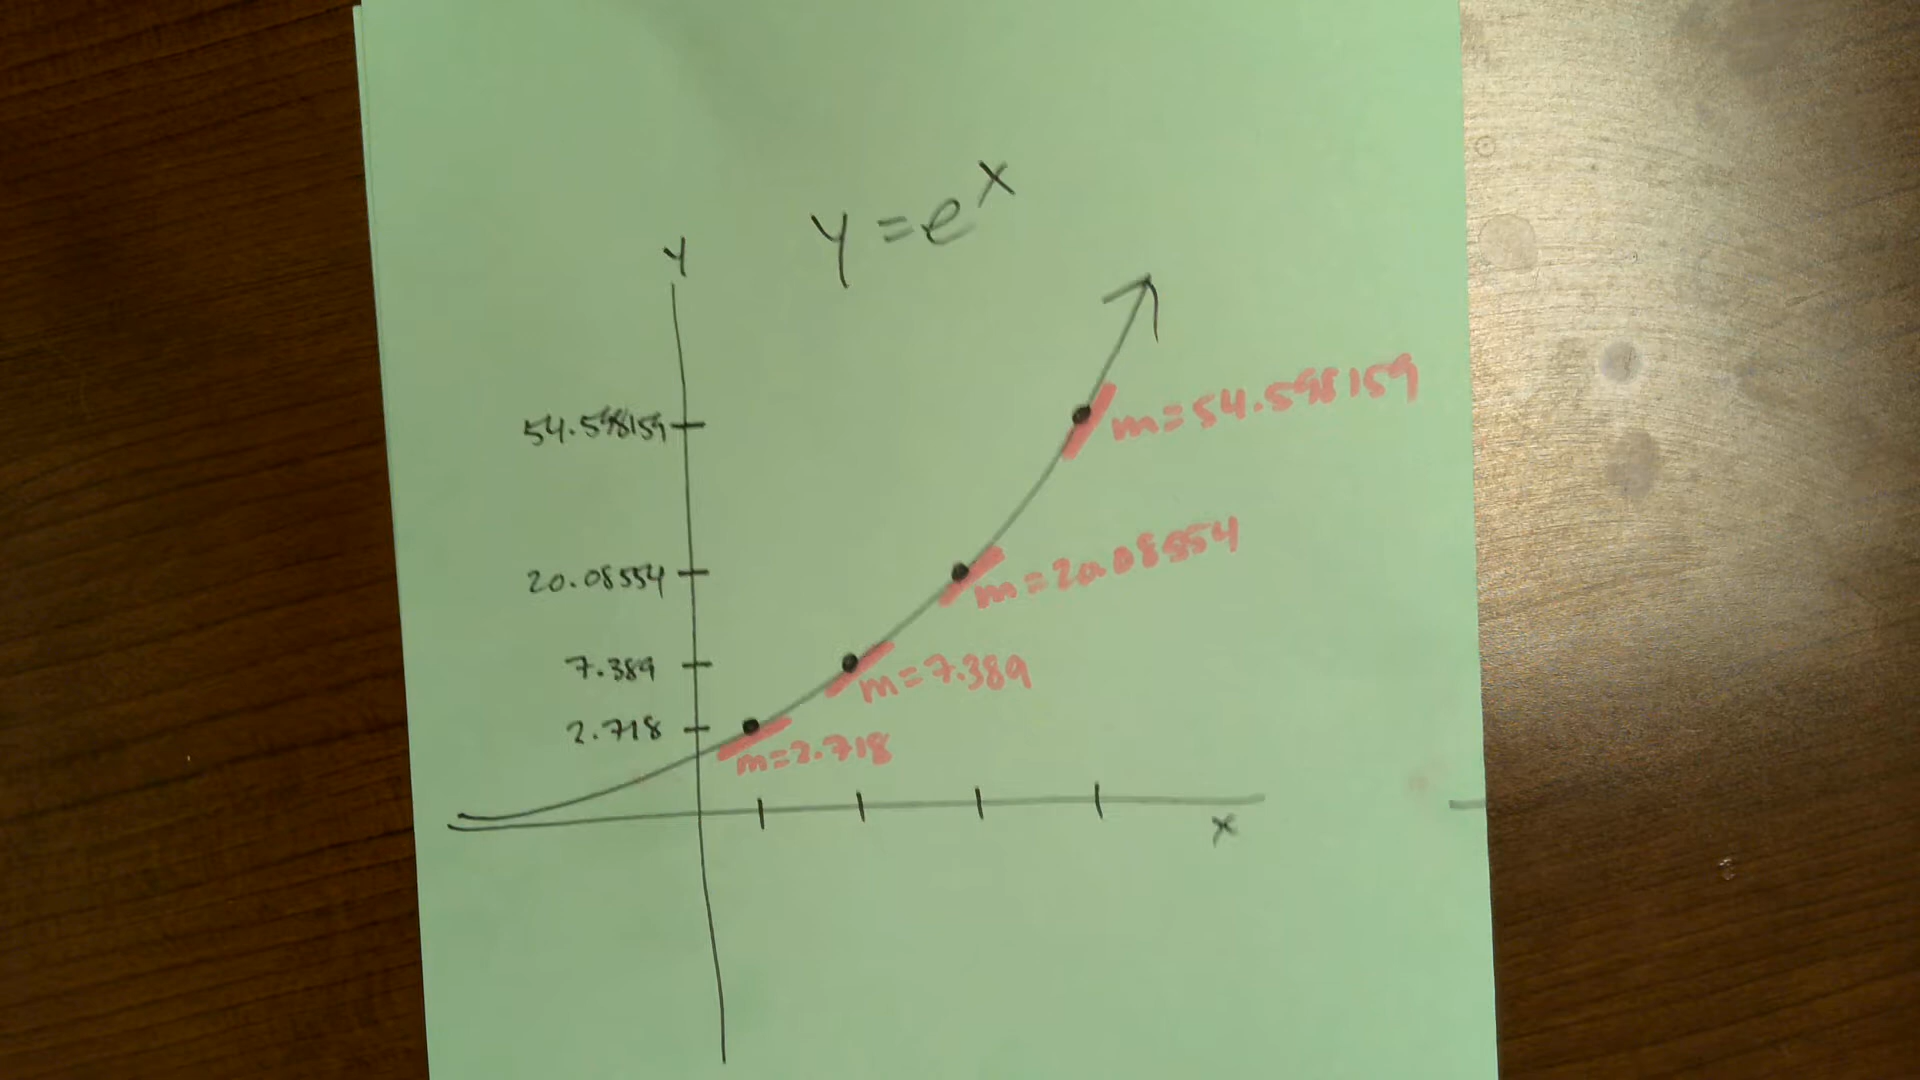 y = e^x
y
54.598159
m = 54.598159
20.08554
m = 20.08554
7.389
m = 7.389
2.718
m = 2.718
x